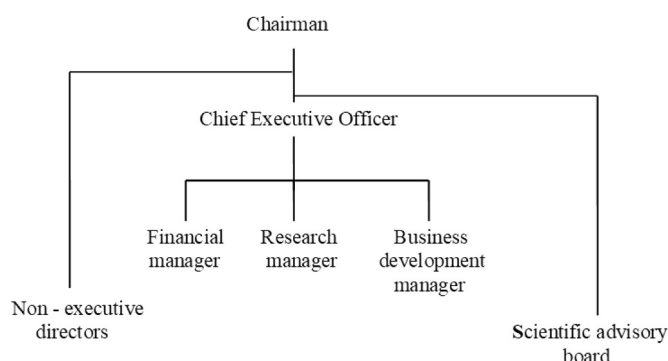 Chairman
Chief Executive Officer
Financial
manager
Research
manager
Business
development
manager
Non - executive
directors
Scientific advisory
board